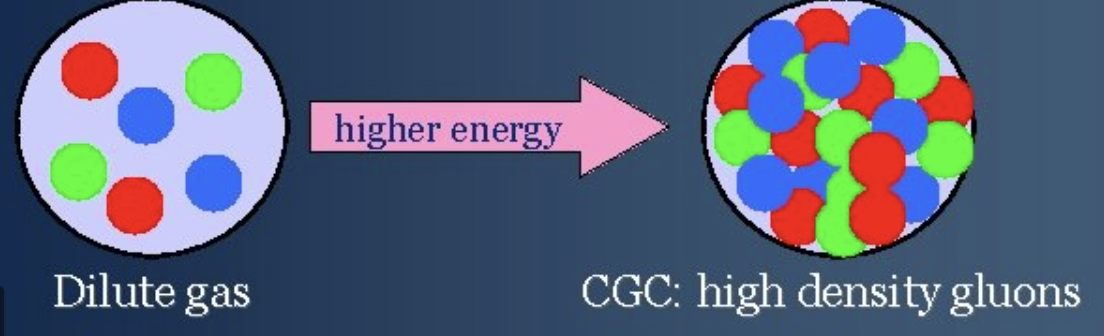 higher energy
Dilute gas
CGC: high density gluons